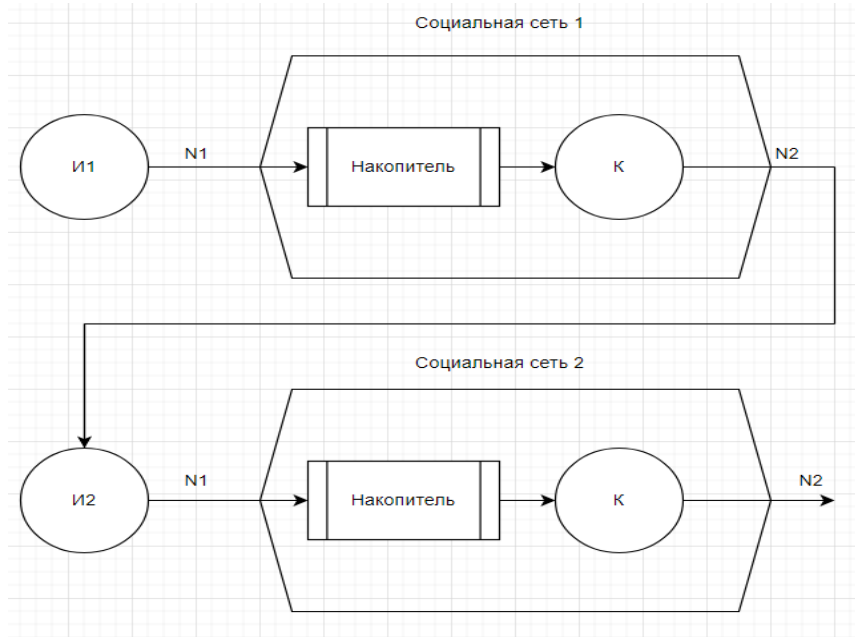 Социальная сеть 1
И1
N1
Накопитель
К
N2
Социальная сеть 2
И2
N1
Накопитель
К
N2